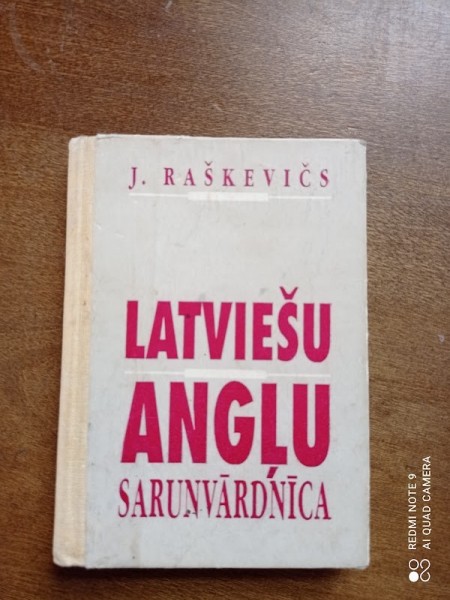 J. RAŠKEVIČS
LATVIEŠU
ANGĻU
SARUNVĀRDNĪCA
REDMI NOTE 9
AI QUAD CAMERA